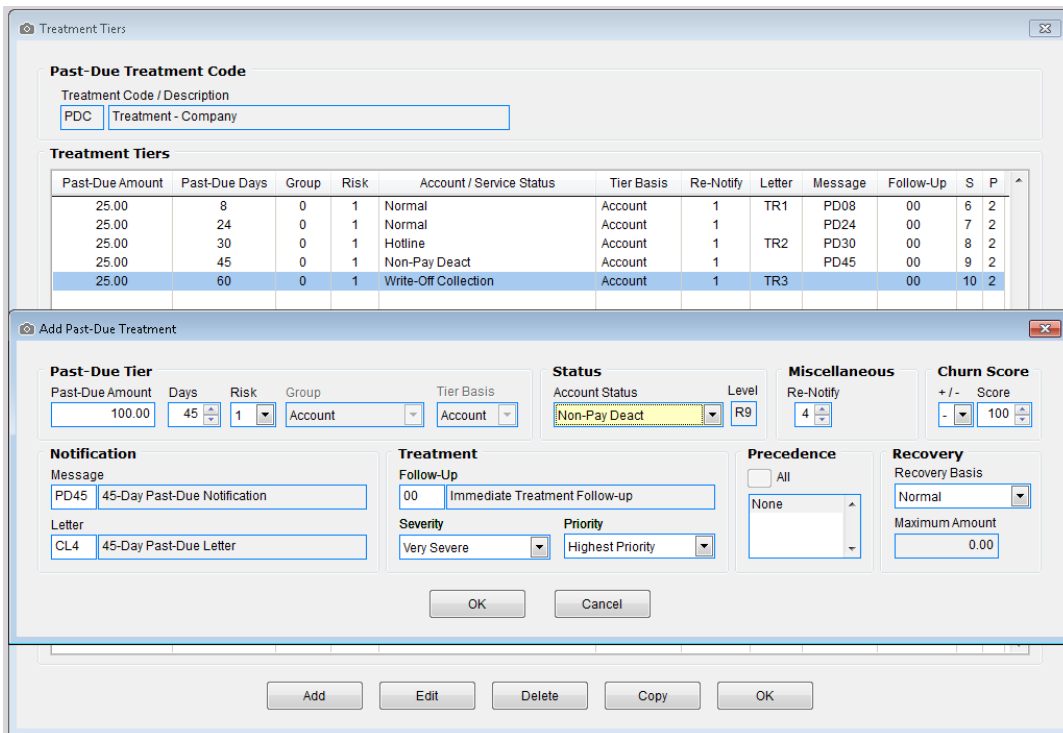 Treatment Tiers
Past-Due Treatment Code
Treatment Code / Description
PDC Treatment - Company
Treatment Tiers
Past-Due Amount Past-Due Days Group Risk Account / Service Status Tier Basis Re-Notify Letter Message Follow-Up S P
25.00 8 0 1 Normal Account 1 TR1 PD08 00 6 2
25.00 24 0 1 Normal Account 1 PD24 00 7 2
25.00 30 0 1 Hotline Account 1 TR2 PD30 00 8 2
25.00 45 0 1 Non-Pay Deact Account 1 PD45 00 9 2
25.00 60 0 1 Write-Off Collection Account 1 TR3 00 10 2
Add Past-Due Treatment
Past-Due Tier Status Miscellaneous Churn Score
Past-Due Amount Days Risk Group Tier Basis Account Status Level Re-Notify +/- Score
100.00 45 1 Account Account Non-Pay Deact R9 4 - 100
Notification Treatment Precedence Recovery
Message Follow-Up All Recovery Basis
PD45 45-Day Past-Due Notification 00 Immediate Treatment Follow-up None Normal
Letter Severity Priority Maximum Amount
CL4 45-Day Past-Due Letter Very Severe Highest Priority 0.00
OK Cancel
Add Edit Delete Copy OK